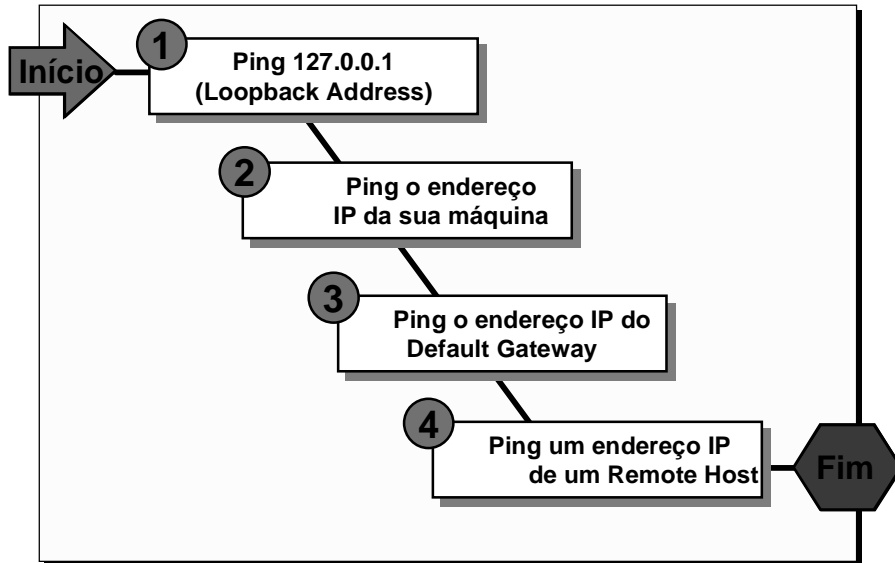 Início
1
Ping 127.0.0.1
(Loopback Address)
2
Ping o endereço
IP da sua máquina
3
Ping o endereço IP do
Default Gateway
4
Ping um endereço IP
de um Remote Host
Fim